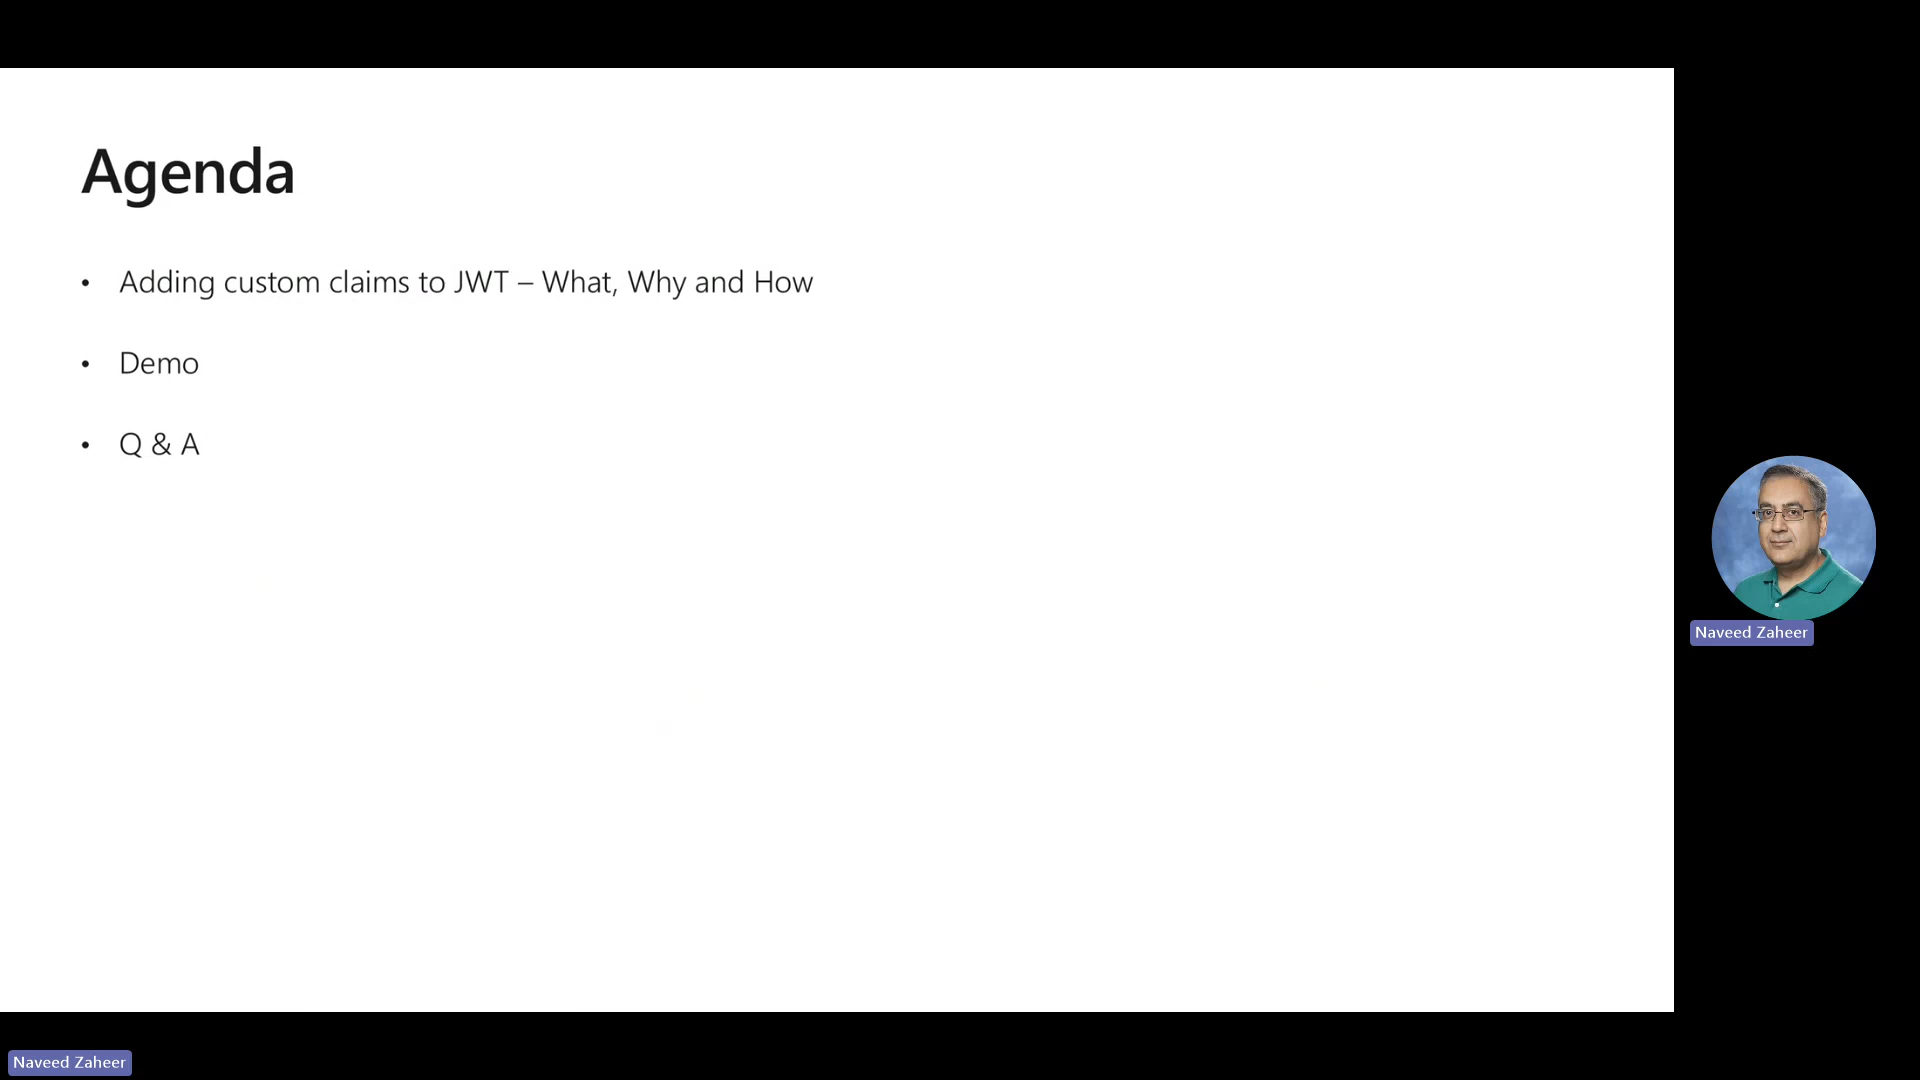 Agenda
• Adding custom claims to JWT – What, Why and How
• Demo
• Q & A
Naveed Zaheer
Naveed Zaheer